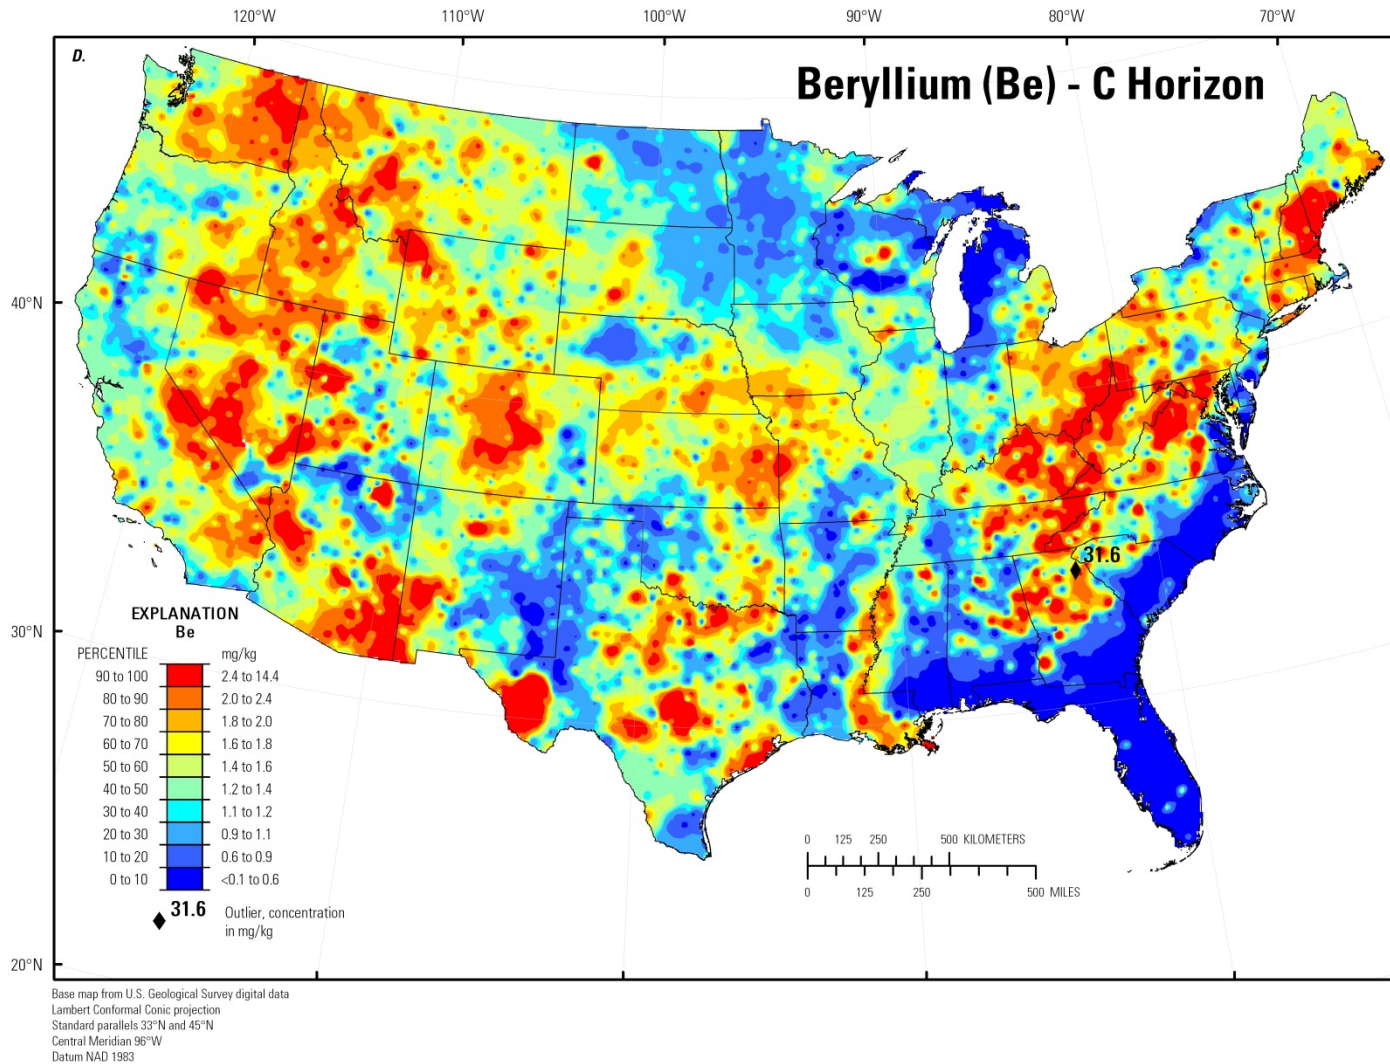 120°W 110°W 100°W 90°W 80°W 70°W
D.
Beryllium (Be) - C Horizon
40°N
31.6
30°N
EXPLANATION
Be
PERCENTILE mg/kg
90 to 100 2.4 to 14.4
80 to 90 2.0 to 2.4
70 to 80 1.8 to 2.0
60 to 70 1.6 to 1.8
50 to 60 1.4 to 1.6
40 to 50 1.2 to 1.4
30 to 40 1.1 to 1.2
20 to 30 0.9 to 1.1
10 to 20 0.6 to 0.9
0 to 10 <0.1 to 0.6
31.6 Outlier, concentration
in mg/kg
0 125 250 500 KILOMETERS
0 125 250 500 MILES
20°N
Base map from U.S. Geological Survey digital data
Lambert Conformal Conic projection
Standard parallels 33°N and 45°N
Central Meridian 96°W
Datum NAD 1983